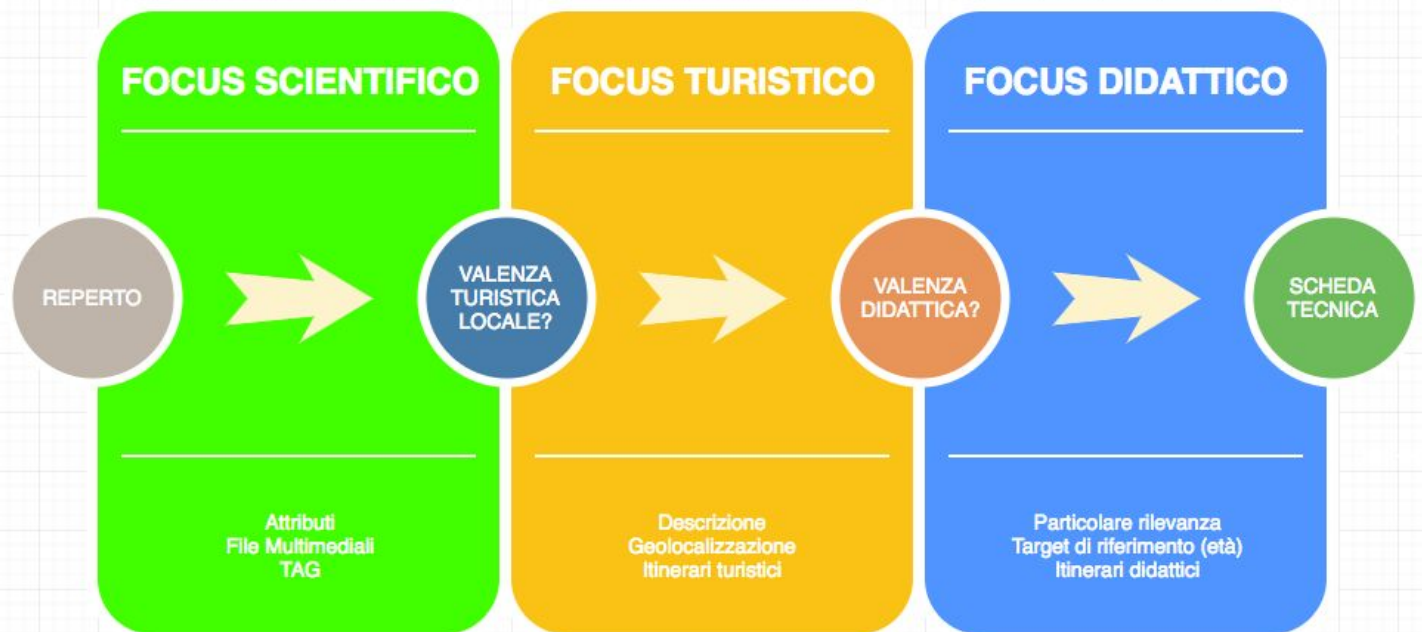 FOCUS SCIENTIFICO
FOCUS TURISTICO
FOCUS DIDATTICO
REPERTO
VALENZA
TURISTICA
LOCALE?
VALENZA
DIDATTICA?
SCHEDA
TECNICA
Attributi
File Multimediali
TAG
Descrizione
Geolocalizzazione
Itinerari turistici
Particolare rilevanza
Target di riferimento (età)
Itinerari didattici